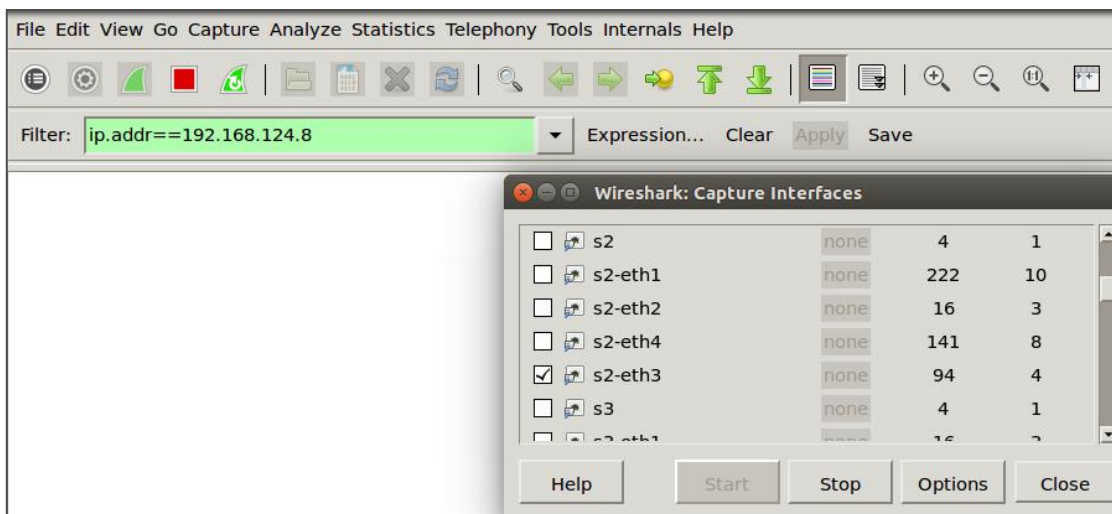 File Edit View Go Capture Analyze Statistics Telephony Tools Internals Help
Filter: ip.addr==192.168.124.8 Expression... Clear Apply Save
Wireshark: Capture Interfaces
s2 none 4 1
s2-eth1 none 222 10
s2-eth2 none 16 3
s2-eth4 none 141 8
s2-eth3 none 94 4
s3 none 4 1
Help Start Stop Options Close